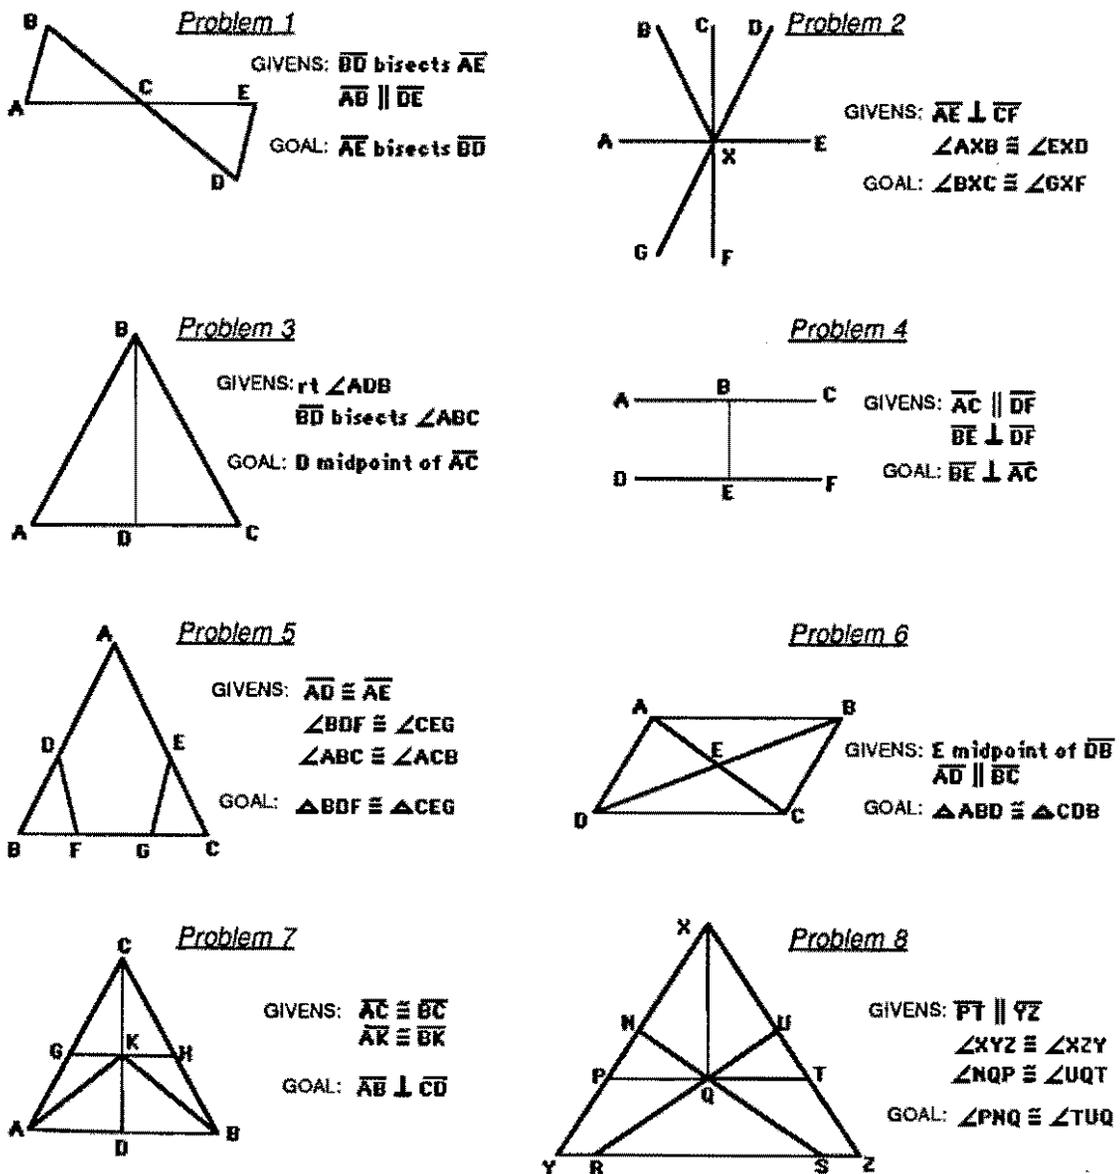 Problem 1
B
GIVENS: BD bisects AE
C
E
A
AB || DE
GOAL: AE bisects BD
D
Problem 2
B
C
D
GIVENS: AE ⊥ CF
A
E
X
∠AXB ≅ ∠EXD
GOAL: ∠BXC ≅ ∠GXF
G
F
Problem 3
B
GIVENS: rt ∠ADB
BD bisects ∠ABC
GOAL: D midpoint of AC
A
D
C
Problem 4
A
B
C
GIVENS: AC || DF
BE ⊥ DF
D
E
F
GOAL: BE ⊥ AC
Problem 5
A
GIVENS: AD ≅ AE
∠BDF ≅ ∠CEG
D
E
∠ABC ≅ ∠ACB
GOAL: △BDF ≅ △CEG
B
F
G
C
Problem 6
A
B
E
GIVENS: E midpoint of DB
AD || BC
D
C
GOAL: △ABD ≅ △CDB
Problem 7
C
GIVENS: AC ≅ BC
AK ≅ BK
G
K
H
GOAL: AB ⊥ CD
A
D
B
Problem 8
X
GIVENS: PT || YZ
N
U
∠XYZ ≅ ∠XZY
P
T
Q
∠NQP ≅ ∠UQT
GOAL: ∠PNQ ≅ ∠TUQ
Y
R
S
Z